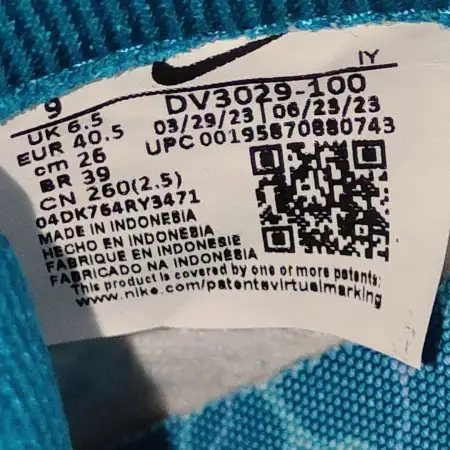 IY
9
UK 6.5
EUR 40.5
cm 26
BR 39
CN 260(2.5)
04DK764RY3471
DV3029-100
03/29/23 06/23/23
UPC 00195870880743
MADE IN INDONESIA
HECHO EN INDONESIA
FABRIQUE EN INDONESIE
FABRICADO NA INDONÉSIA
This product is covered by one or more patents:
www.nike.com/patentsvirtualmarking